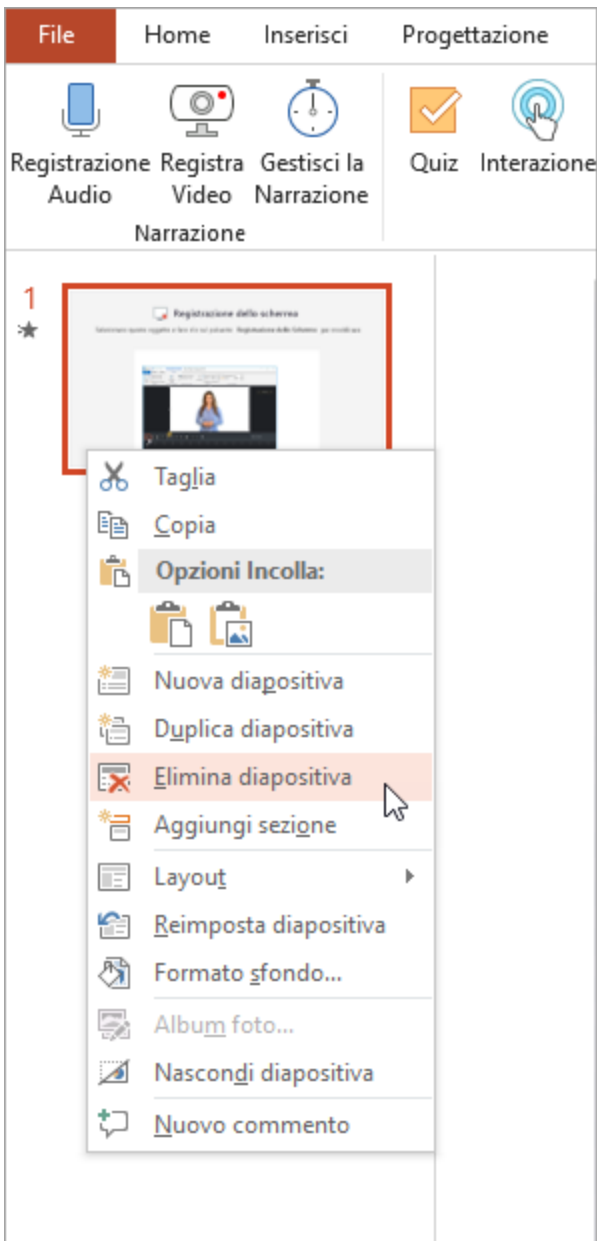 File Home Inserisci Progettazione
Registrazione Registra Gestisci la Quiz Interazione
Audio Video Narrazione
Narrazione
1
Registrazione dello schermo
Taglia
Copia
Opzioni Incolla:
Nuova diapositiva
Duplica diapositiva
Elimina diapositiva
Aggiungi sezione
Layout
Reimposta diapositiva
Formato sfondo...
Album foto...
Nascondi diapositiva
Nuovo commento